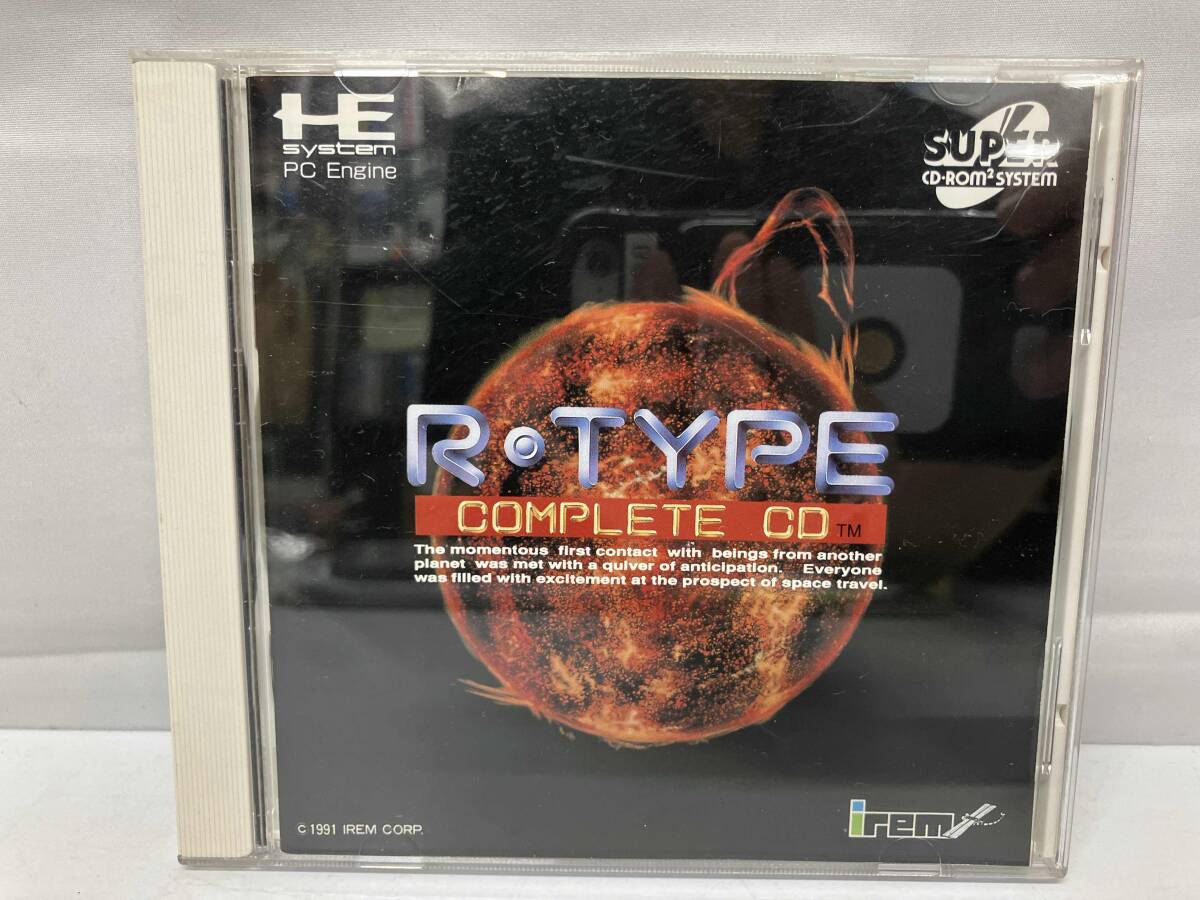 HE
system
PC Engine
SUPER
CD-ROM² SYSTEM
R•TYPE
COMPLETE CD TM
The momentous first contact with beings from another
planet was met with a quiver of anticipation. Everyone
was filled with excitement at the prospect of space travel.
© 1991 IREM CORP.
irem